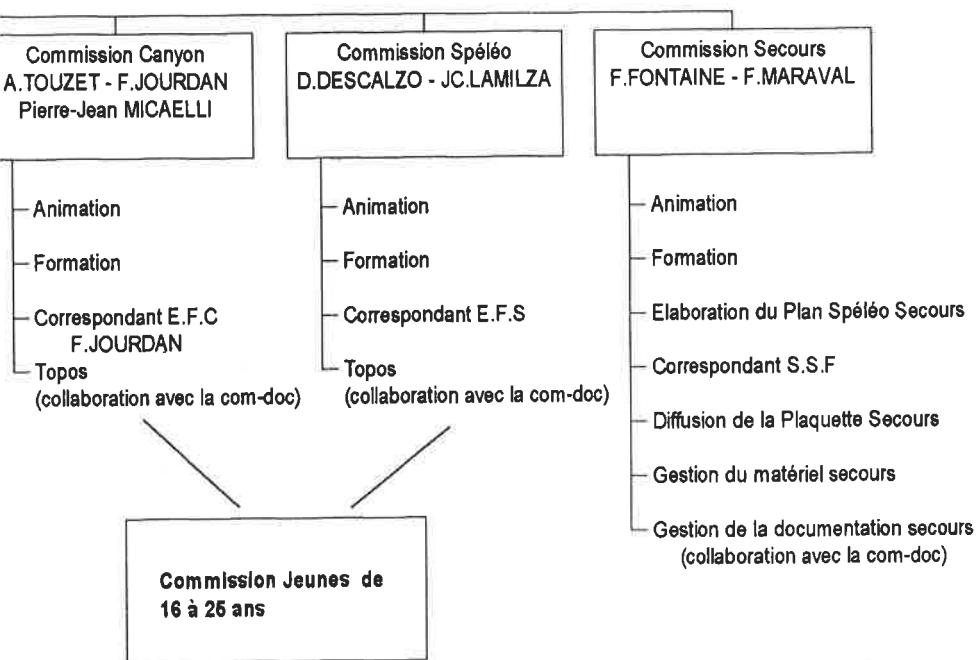 Commission Canyon
A.TOUZET - F.JOURDAN
Pierre-Jean MICAELLI
Animation
Formation
Correspondant E.F.C
F.JOURDAN
Topos
(collaboration avec la com-doc)
Commission Spéléo
D.DESCALZO - JC.LAMILZA
Animation
Formation
Correspondant E.F.S
Topos
(collaboration avec la com-doc)
Commission Secours
F.FONTAINE - F.MARAVAL
Animation
Formation
Elaboration du Plan Spéléo Secours
Correspondant S.S.F
Diffusion de la Plaquette Secours
Gestion du matériel secours
Gestion de la documentation secours
(collaboration avec la com-doc)
Commission Jeunes de
16 à 25 ans